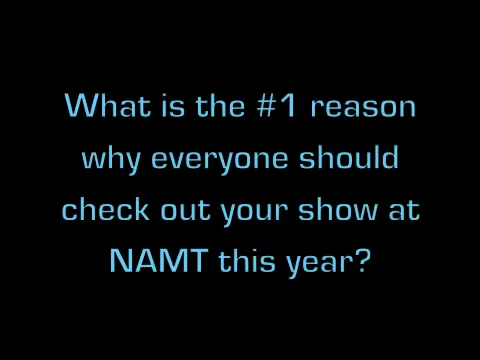 What is the #1 reason
why everyone should
check out your show at
NAMT this year?